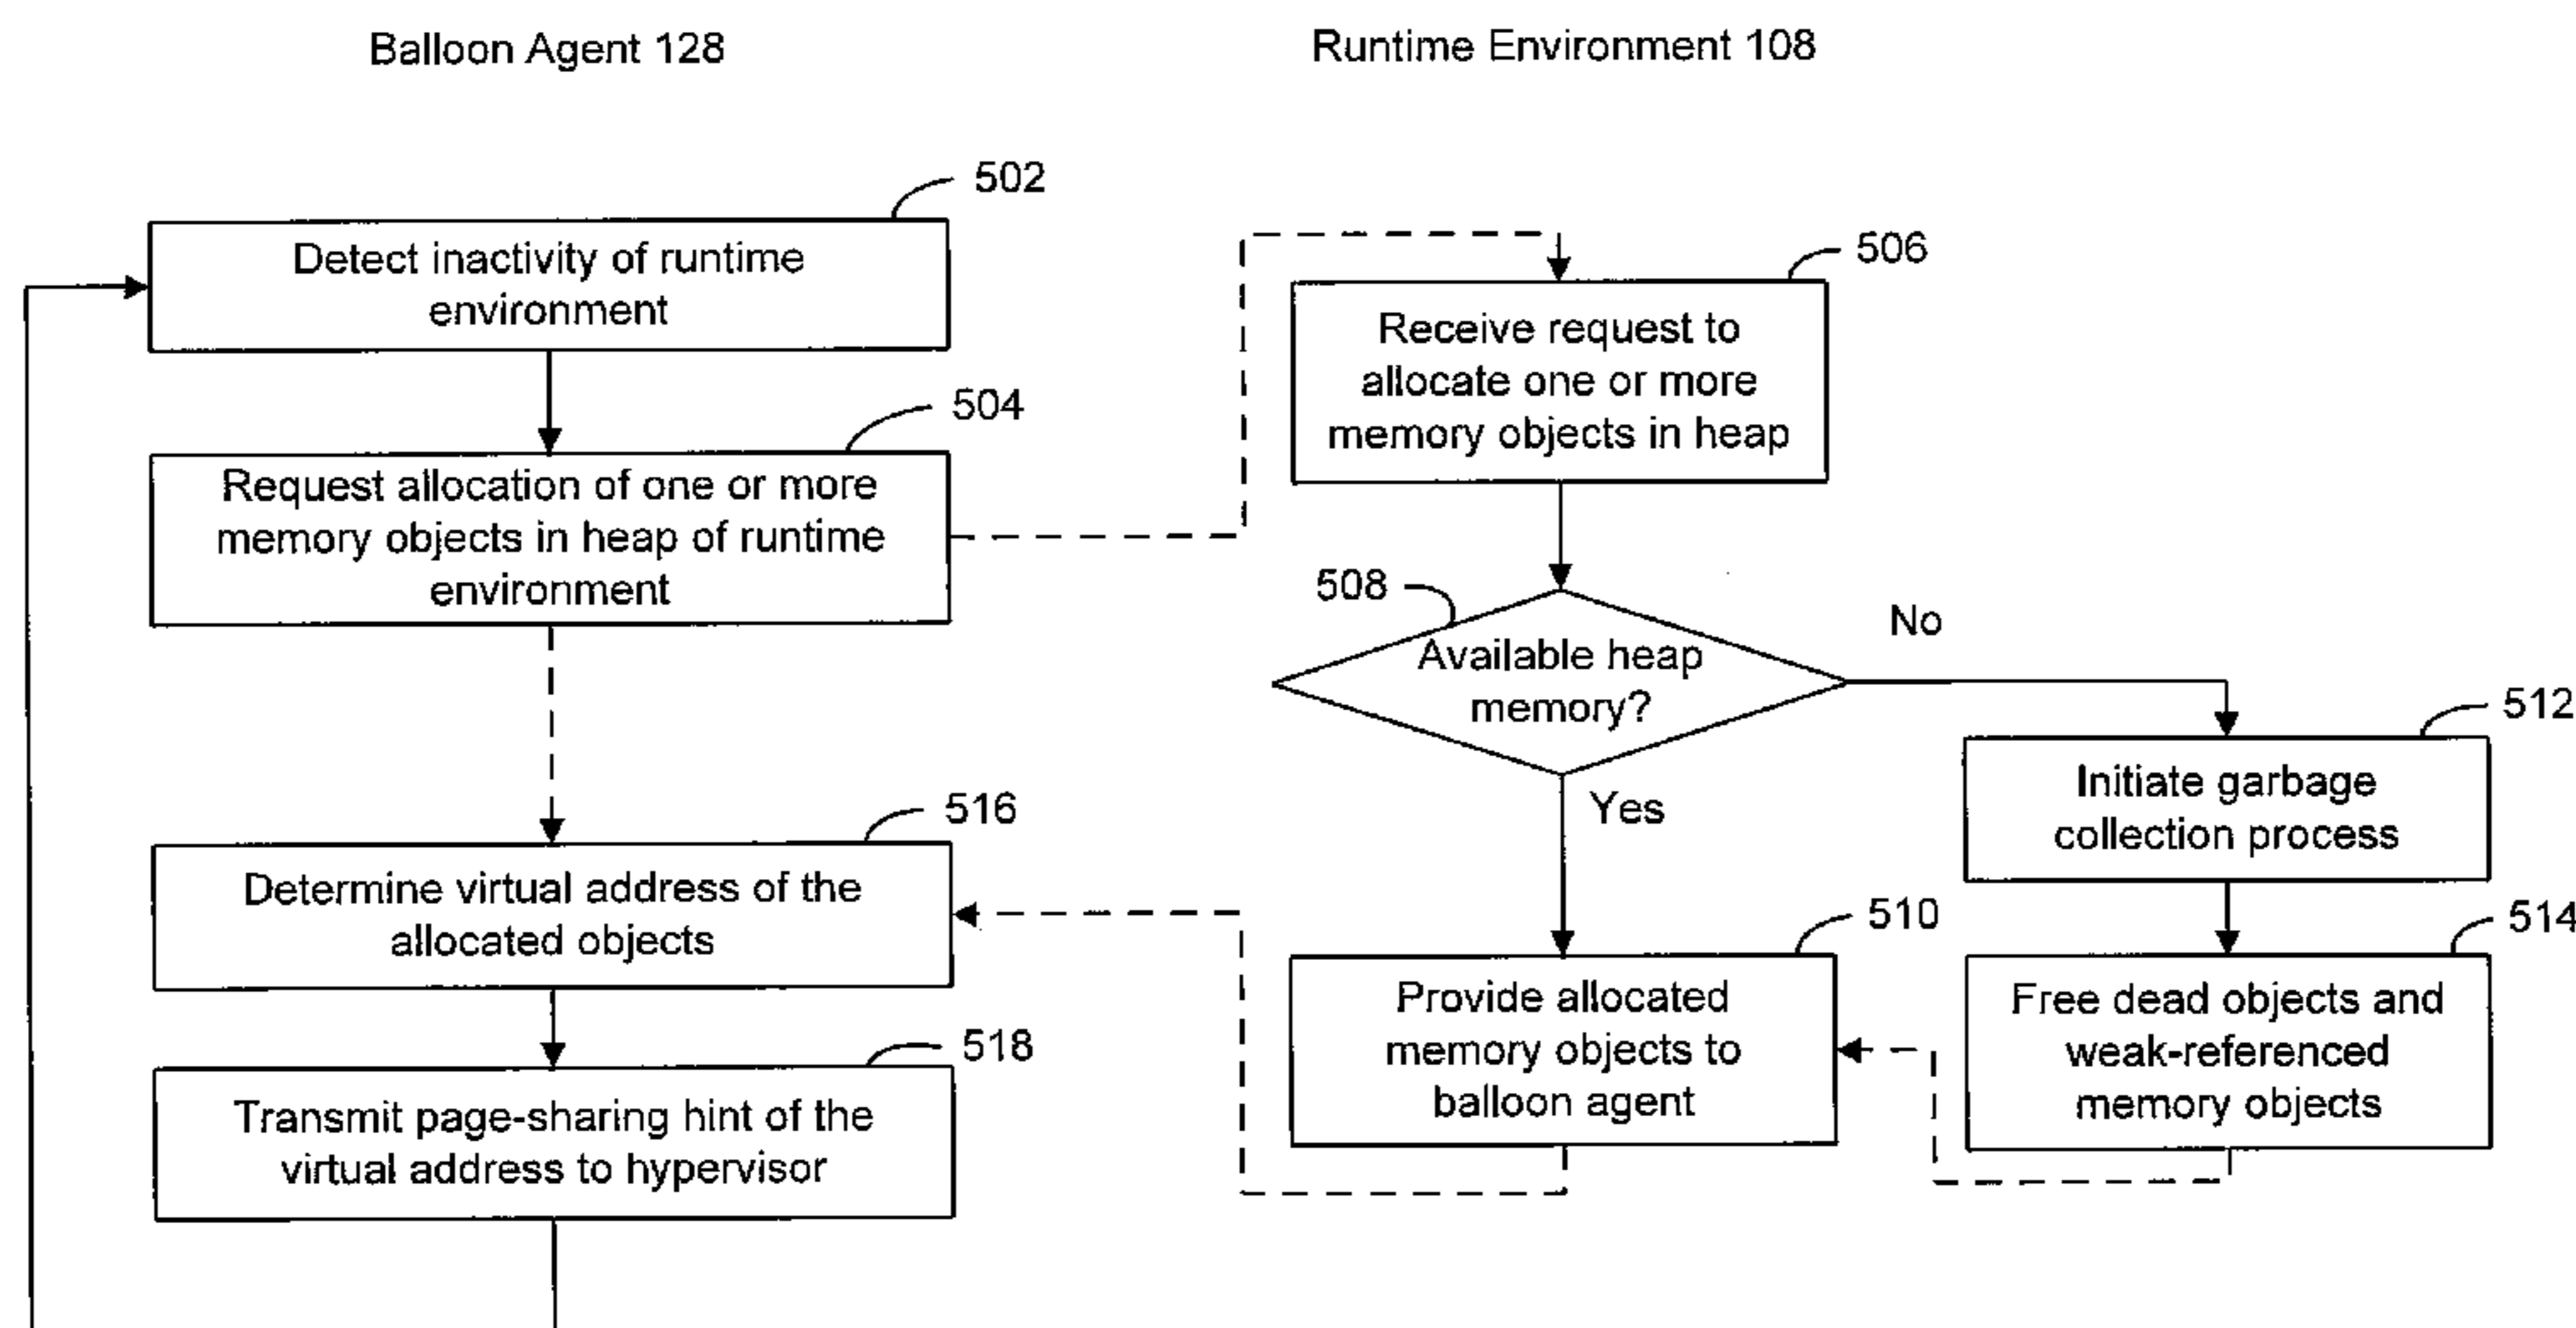 Balloon Agent 128
Runtime Environment 108
502
Detect inactivity of runtime
environment
504
Request allocation of one or more
memory objects in heap of runtime
environment
506
Receive request to
allocate one or more
memory objects in heap
508
Available heap
memory?
No
Yes
512
Initiate garbage
collection process
514
Free dead objects and
weak-referenced
memory objects
510
Provide allocated
memory objects to
balloon agent
516
Determine virtual address of the
allocated objects
518
Transmit page-sharing hint of the
virtual address to hypervisor